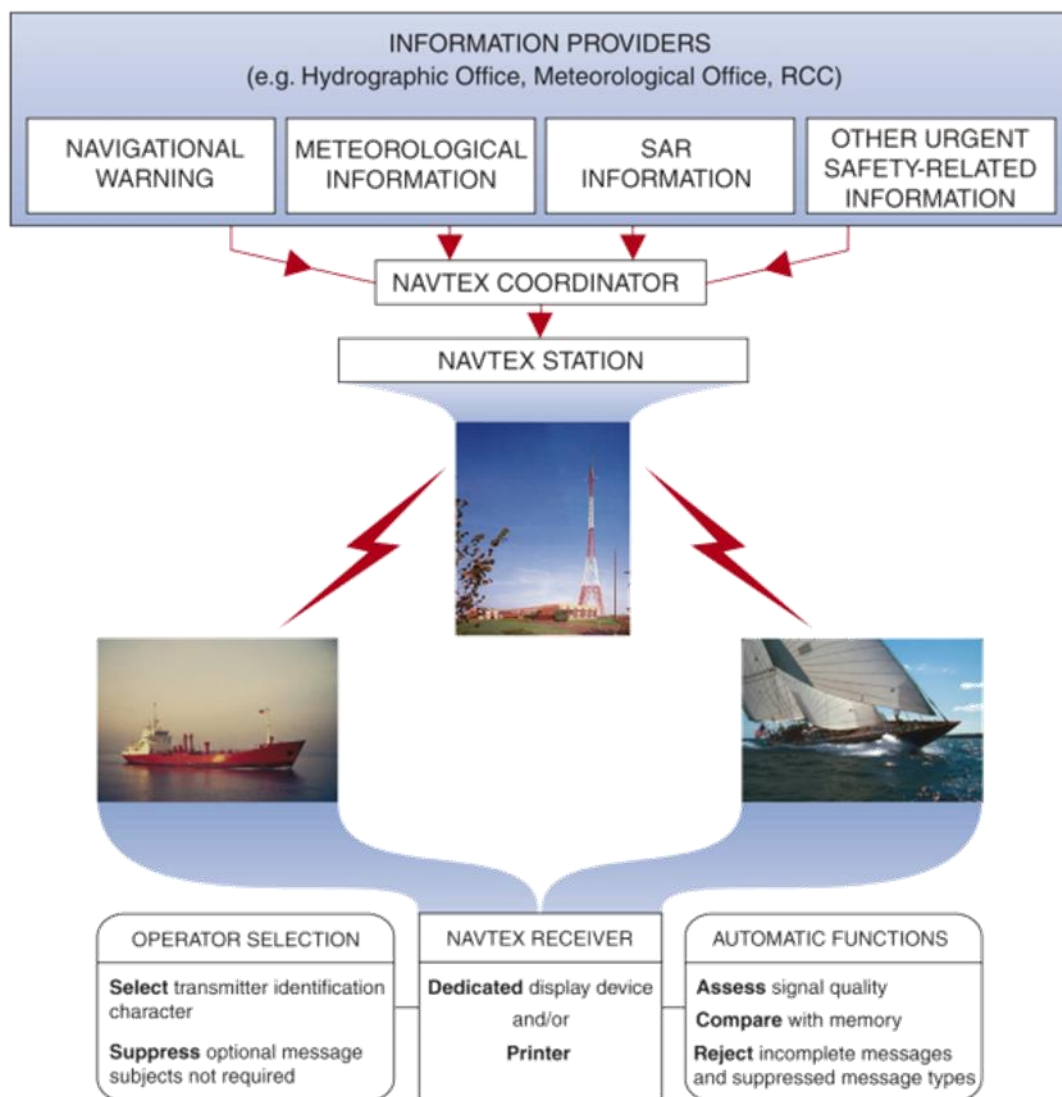 INFORMATION PROVIDERS
(e.g. Hydrographic Office, Meteorological Office, RCC)
NAVIGATIONAL
WARNING
METEOROLOGICAL
INFORMATION
SAR
INFORMATION
OTHER URGENT
SAFETY-RELATED
INFORMATION
NAVTEX COORDINATOR
NAVTEX STATION
OPERATOR SELECTION
Select transmitter identification
character
Suppress optional message
subjects not required
NAVTEX RECEIVER
Dedicated display device
and/or
Printer
AUTOMATIC FUNCTIONS
Assess signal quality
Compare with memory
Reject incomplete messages
and suppressed message types